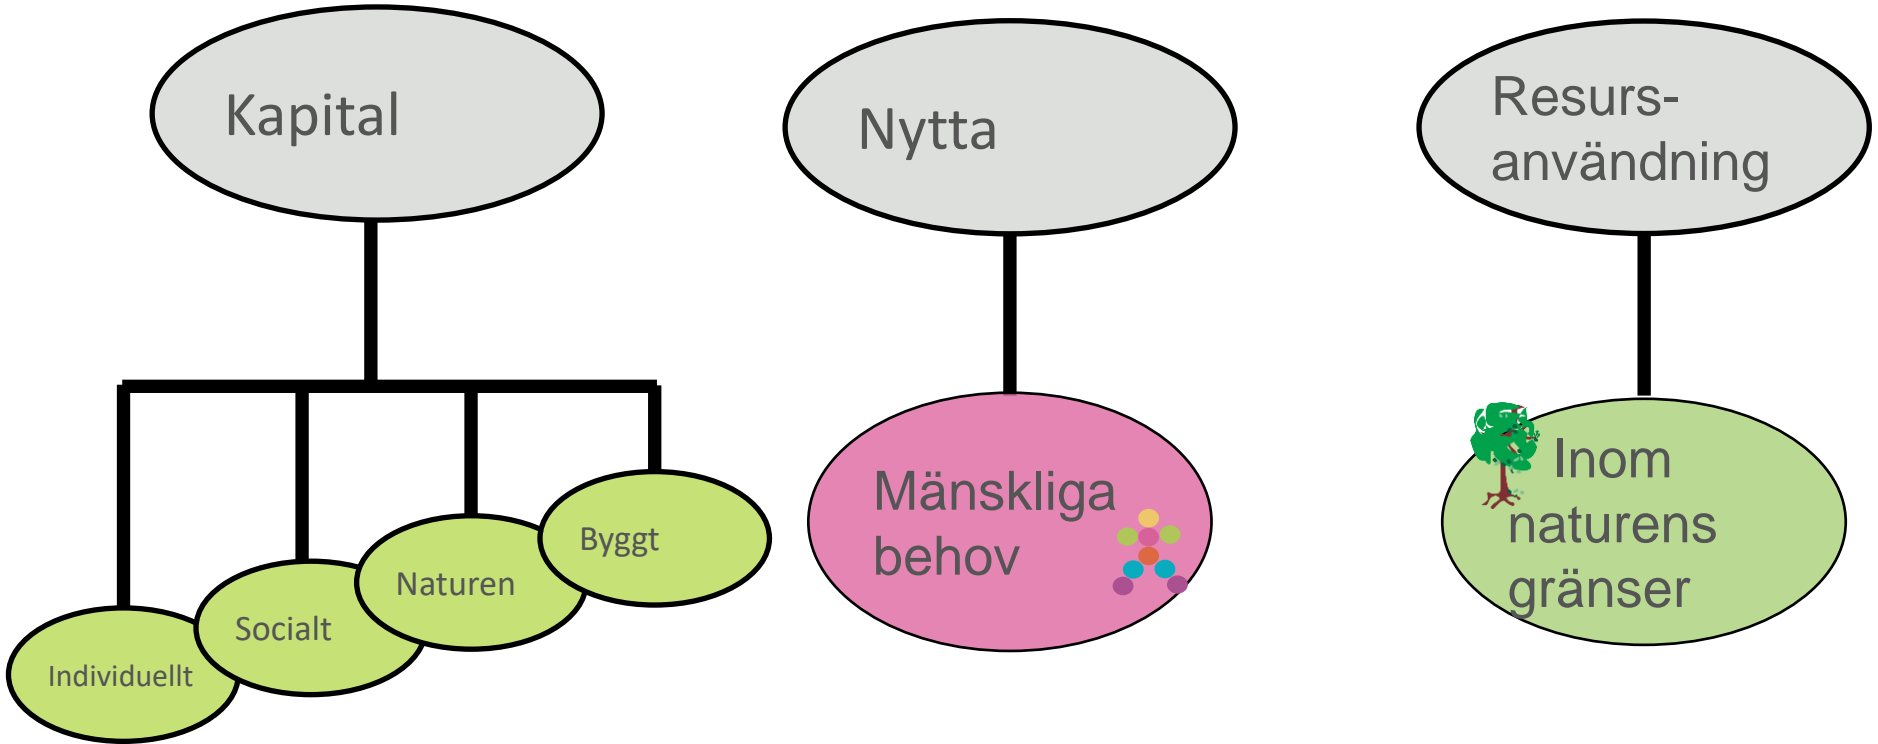 Kapital
Nytta
Resurs-
användning
Individuellt
Socialt
Naturen
Byggt
Mänskliga
behov
Inom
naturens
gränser